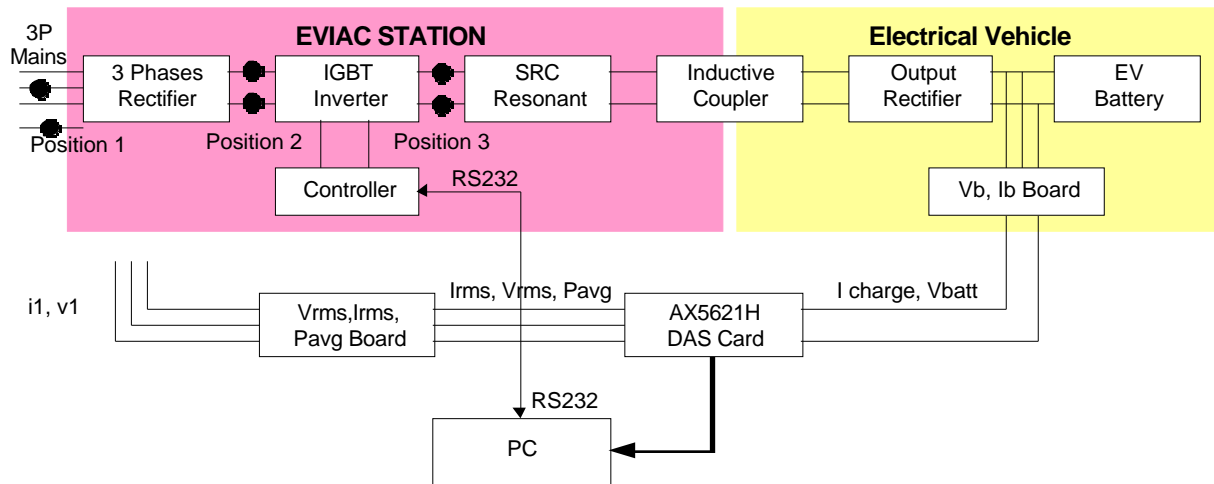 3P
Mains
EVIAC STATION
Electrical Vehicle
3 Phases
Rectifier
IGBT
Inverter
SRC
Resonant
Inductive
Coupler
Output
Rectifier
EV
Battery
Position 1
Position 2
Position 3
Controller
RS232
Vb, Ib Board
i1, v1
Vrms,Irms,
Pavg Board
Irms, Vrms, Pavg
AX5621H
DAS Card
I charge, Vbatt
RS232
PC